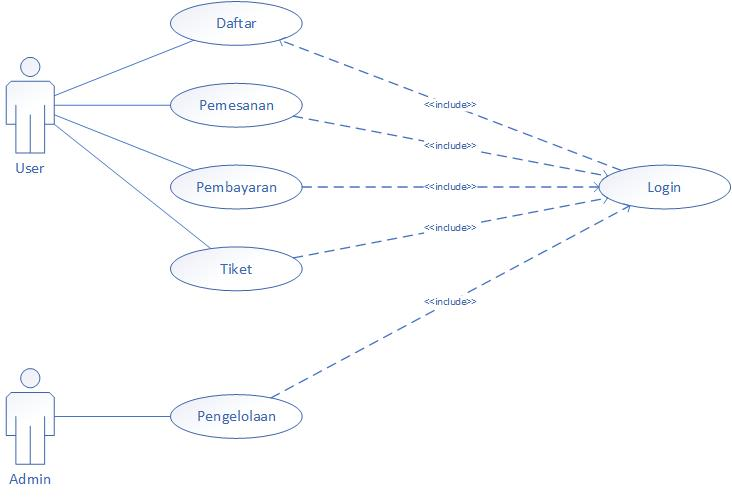 Daftar
<<include>>
Pemesanan
<<include>>
User
Pembayaran
<<include>>
Login
<<include>>
Tiket
<<include>>
Pengelolaan
Admin